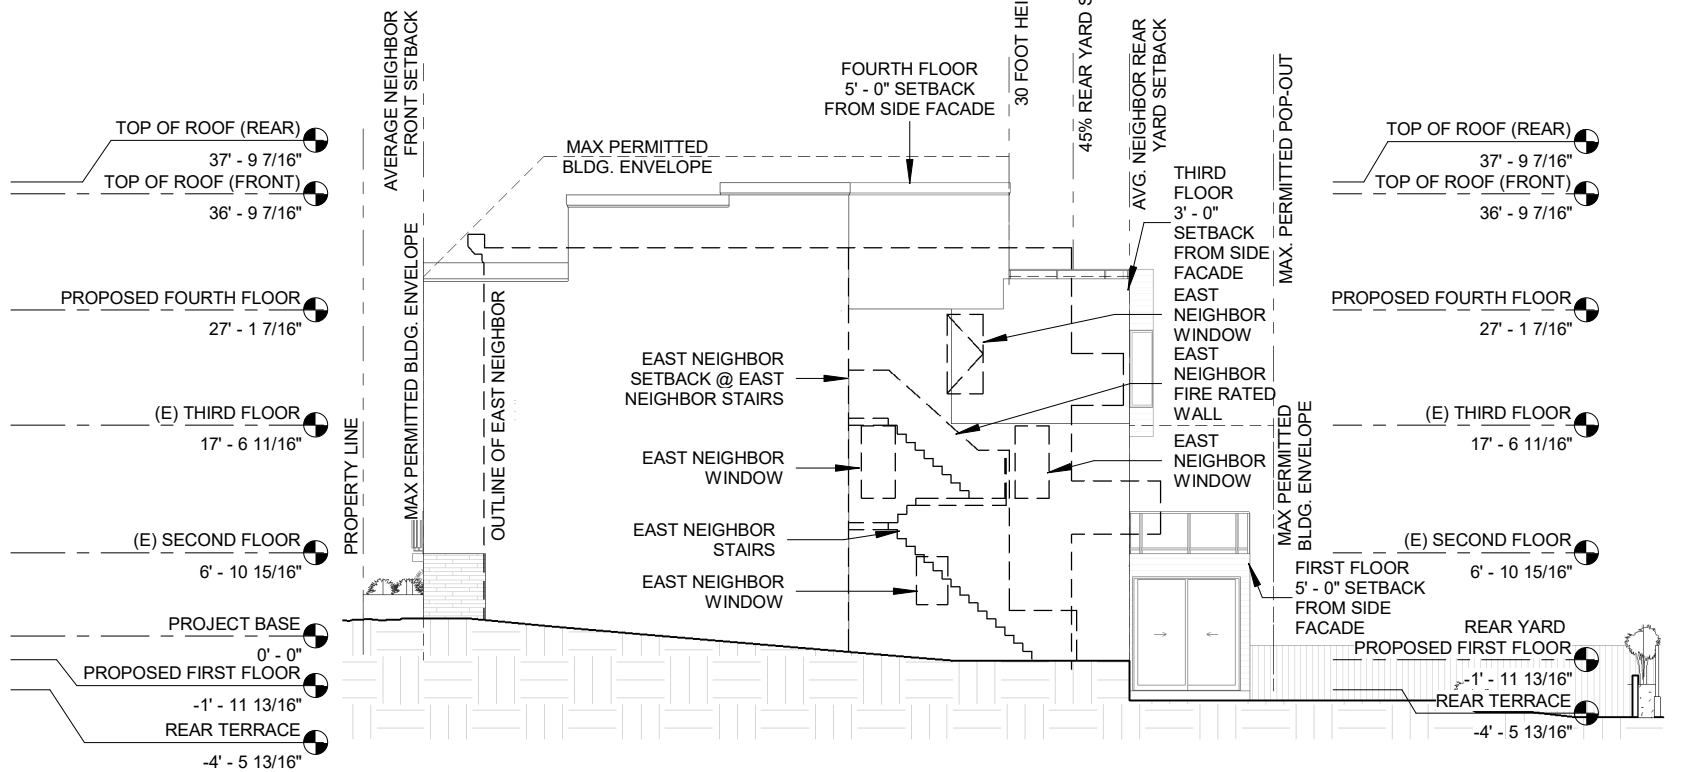 AVERAGE NEIGHBOR
FRONT SETBACK
30 FOOT HEI
45% REAR YARD S
AVG. NEIGHBOR REAR
YARD SETBACK
MAX. PERMITTED POP-OUT
FOURTH FLOOR
5' - 0" SETBACK
FROM SIDE FACADE
MAX PERMITTED
BLDG. ENVELOPE
TOP OF ROOF (REAR)
37' - 9 7/16"
TOP OF ROOF (FRONT)
36' - 9 7/16"
PROPOSED FOURTH FLOOR
27' - 1 7/16"
(E) THIRD FLOOR
17' - 6 11/16"
(E) SECOND FLOOR
6' - 10 15/16"
PROJECT BASE
0' - 0"
PROPOSED FIRST FLOOR
-1' - 11 13/16"
REAR TERRACE
-4' - 5 13/16"
PROPERTY LINE
MAX PERMITTED BLDG. ENVELOPE
OUTLINE OF EAST NEIGHBOR
EAST NEIGHBOR
SETBACK @ EAST
NEIGHBOR STAIRS
EAST NEIGHBOR
WINDOW
EAST NEIGHBOR
STAIRS
EAST NEIGHBOR
WINDOW
THIRD
FLOOR
3' - 0"
SETBACK
FROM SIDE
FACADE
EAST
NEIGHBOR
WINDOW
EAST
NEIGHBOR
FIRE RATED
WALL
EAST
NEIGHBOR
WINDOW
MAX PERMITTED
BLDG. ENVELOPE
FIRST FLOOR
5' - 0" SETBACK
FROM SIDE
FACADE
TOP OF ROOF (REAR)
37' - 9 7/16"
TOP OF ROOF (FRONT)
36' - 9 7/16"
PROPOSED FOURTH FLOOR
27' - 1 7/16"
(E) THIRD FLOOR
17' - 6 11/16"
(E) SECOND FLOOR
6' - 10 15/16"
REAR YARD
PROPOSED FIRST FLOOR
-1' - 11 13/16"
REAR TERRACE
-4' - 5 13/16"